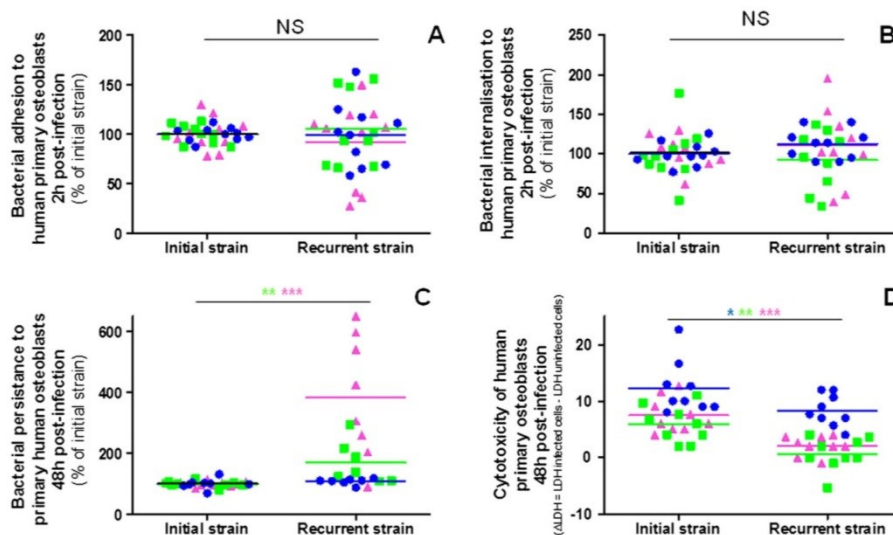 NS
A
Bacterial adhesion to
human primary osteoblasts
2h post-infection
(% of initial strain)
200
150
100
50
0
Initial strain
Recurrent strain
NS
B
Bacterial internalisation to
human primary osteoblasts
2h post-infection
(% of initial strain)
250
200
150
100
50
0
Initial strain
Recurrent strain
** ***
C
Bacterial persistance to
primary human osteoblasts
48h post-infection
(% of initial strain)
600
400
200
0
Initial strain
Recurrent strain
* ** ***
D
Cytotoxicity of human
primary osteoblasts
48h post-infection
(ΔLDH = LDH infected cells - LDH uninfected cells)
20
10
0
-10
Initial strain
Recurrent strain